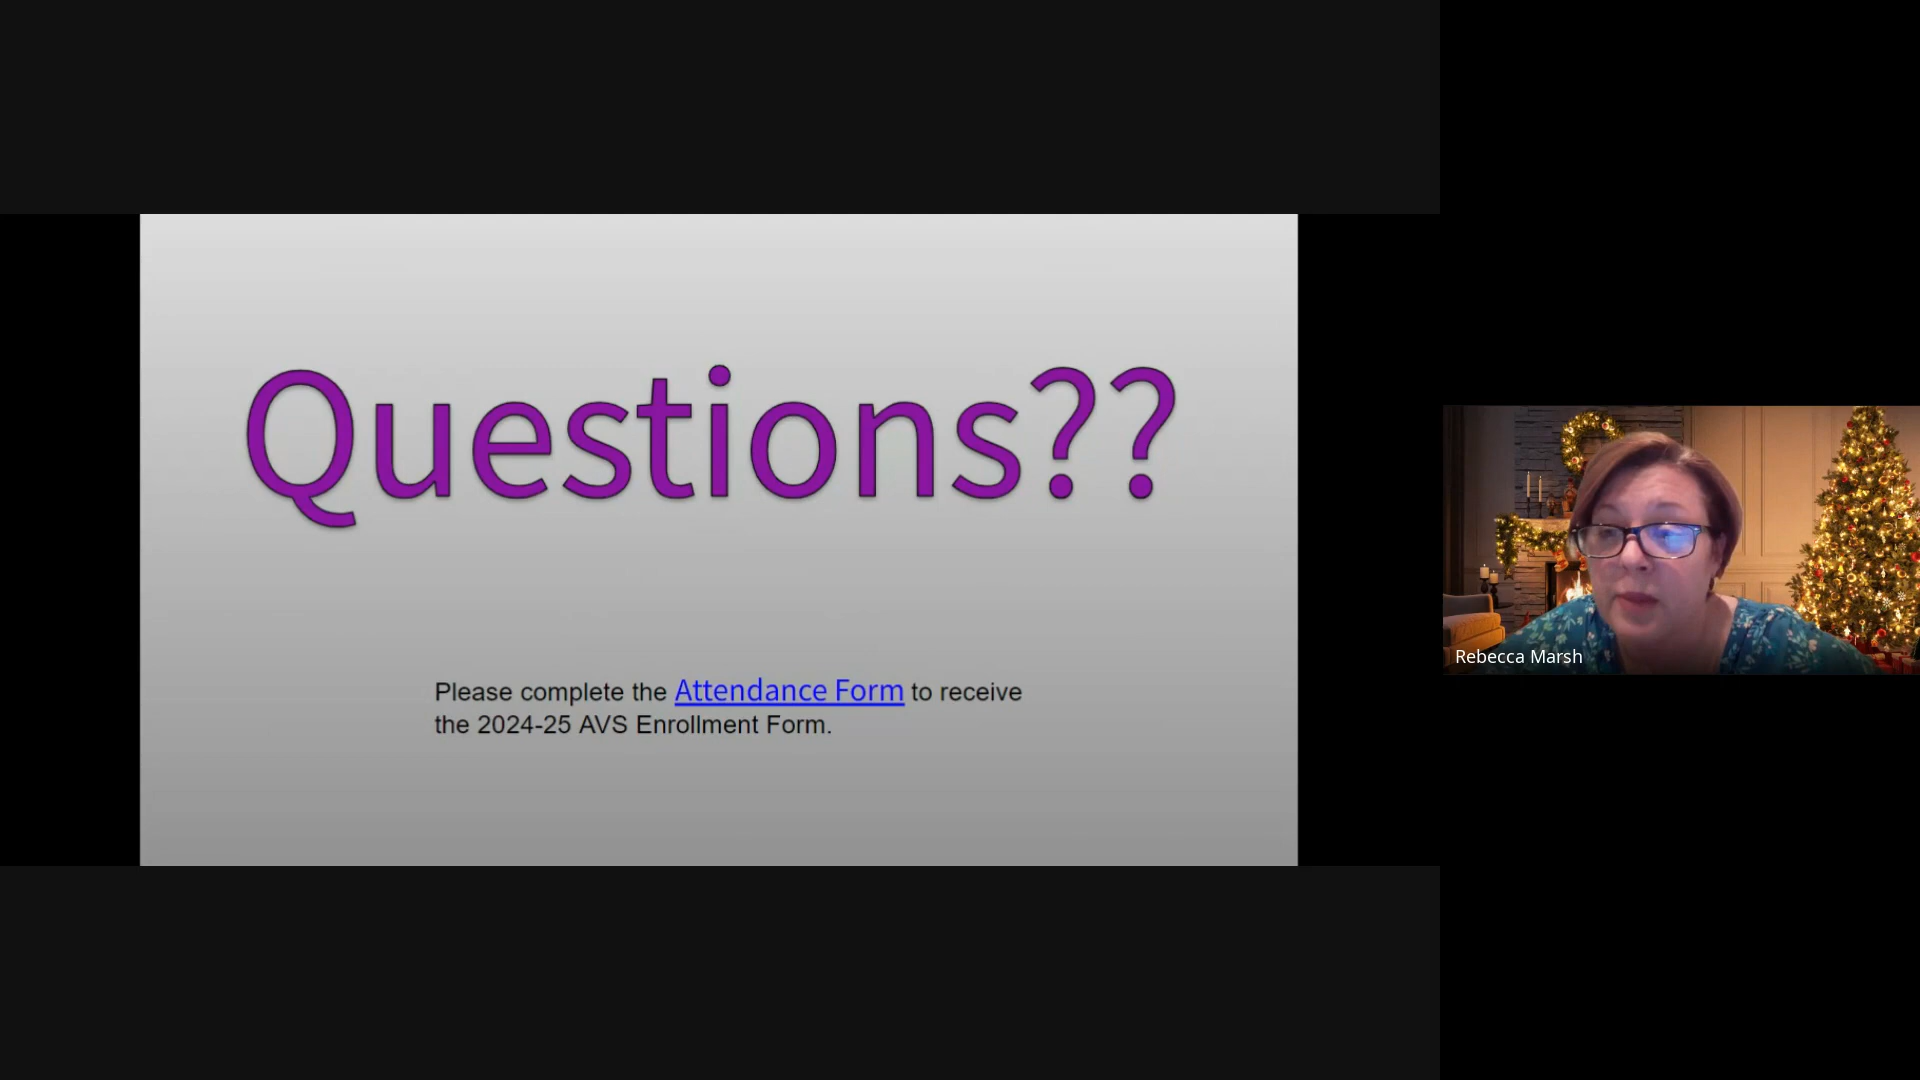 Questions??
Please complete the Attendance Form to receive
the 2024-25 AVS Enrollment Form.
Rebecca Marsh